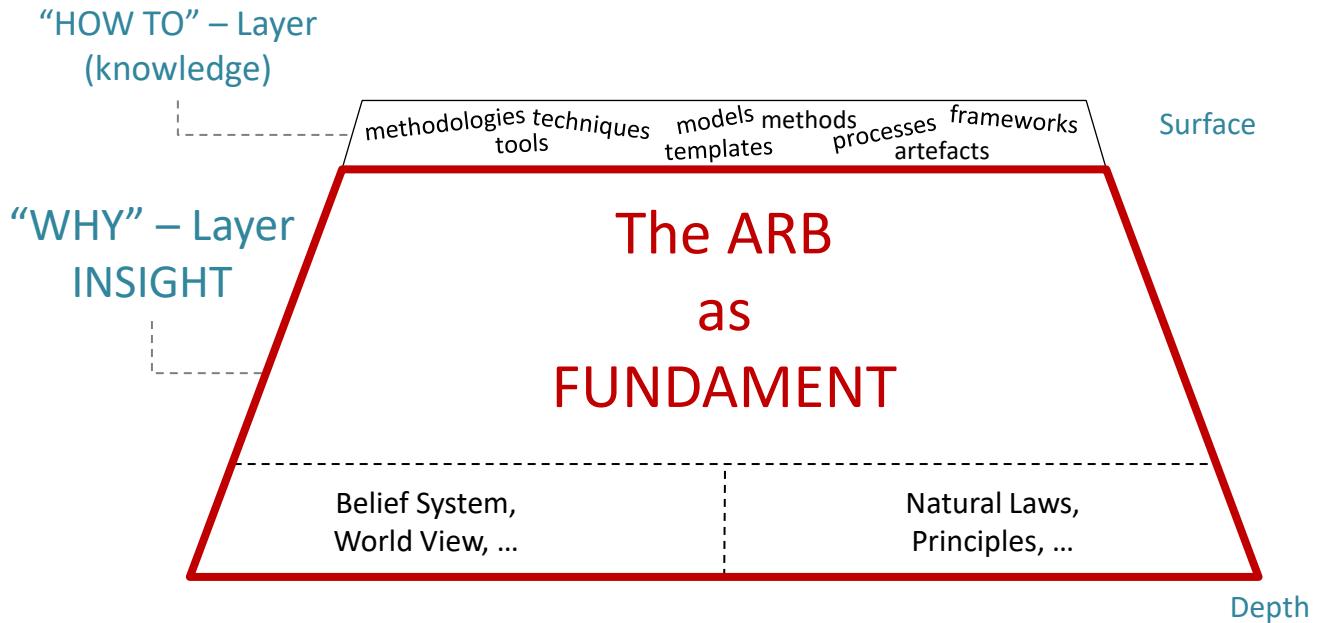 “HOW TO” – Layer
(knowledge)
methodologies techniques models methods processes frameworks
tools templates artefacts
Surface
“WHY” – Layer
INSIGHT
The ARB
as
FUNDAMENT
Belief System,
World View, ...
Natural Laws,
Principles, ...
Depth